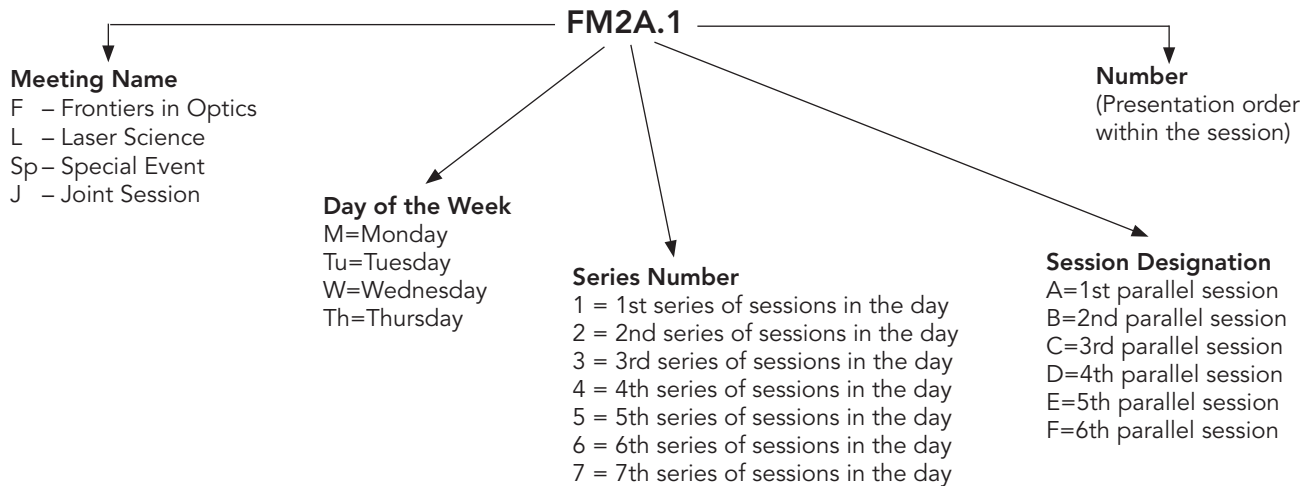 FM2A.1
Meeting Name
F – Frontiers in Optics
L – Laser Science
Sp – Special Event
J – Joint Session
Day of the Week
M=Monday
Tu=Tuesday
W=Wednesday
Th=Thursday
Series Number
1 = 1st series of sessions in the day
2 = 2nd series of sessions in the day
3 = 3rd series of sessions in the day
4 = 4th series of sessions in the day
5 = 5th series of sessions in the day
6 = 6th series of sessions in the day
7 = 7th series of sessions in the day
Session Designation
A=1st parallel session
B=2nd parallel session
C=3rd parallel session
D=4th parallel session
E=5th parallel session
F=6th parallel session
Number
(Presentation order
within the session)